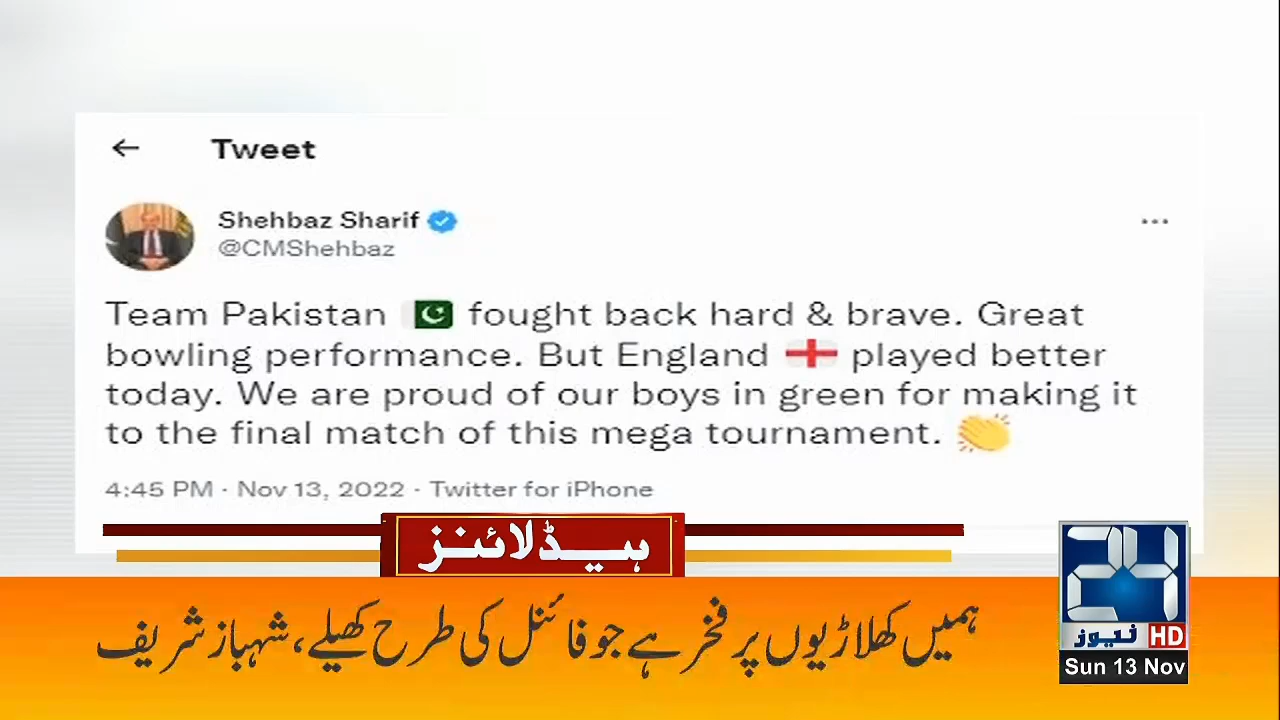 Tweet
Shehbaz Sharif
@CMShehbaz
Team Pakistan 🇵🇰 fought back hard & brave. Great
bowling performance. But England 🏴󠁧󠁢󠁥󠁮󠁧󠁿 played better
today. We are proud of our boys in green for making it
to the final match of this mega tournament. 👏
4:45 PM · Nov 13, 2022 · Twitter for iPhone
ہیڈلائنز
ہمیں کھلاڑیوں پر فخر ہے جو فائنل کی طرح کھیلے، شہباز شریف
24
نیوز HD
Sun 13 Nov